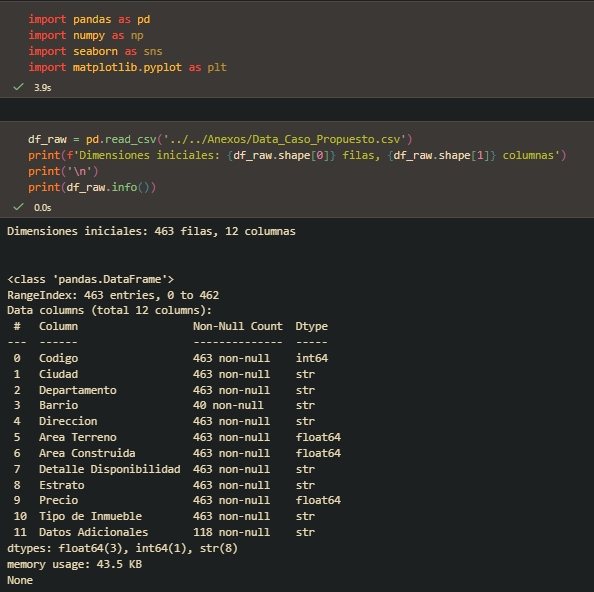 import pandas as pd
import numpy as np
import seaborn as sns
import matplotlib.pyplot as plt
✓ 3.9s
df_raw = pd.read_csv('../../Anexos/Data_Caso_Propuesto.csv')
print(f'Dimensiones iniciales: {df_raw.shape[0]} filas, {df_raw.shape[1]} columnas')
print('\n')
print(df_raw.info())
✓ 0.0s
Dimensiones iniciales: 463 filas, 12 columnas
<class 'pandas.DataFrame'>
RangeIndex: 463 entries, 0 to 462
Data columns (total 12 columns):
 #   Column                  Non-Null Count  Dtype
---  ------                  --------------  -----
 0   Codigo                  463 non-null    int64
 1   Ciudad                  463 non-null    str
 2   Departamento            463 non-null    str
 3   Barrio                  40 non-null     str
 4   Direccion               463 non-null    str
 5   Area Terreno            463 non-null    float64
 6   Area Construida         463 non-null    float64
 7   Detalle Disponibilidad  463 non-null    str
 8   Estrato                 463 non-null    str
 9   Precio                  463 non-null    float64
 10  Tipo de Inmueble        463 non-null    str
 11  Datos Adicionales       118 non-null    str
dtypes: float64(3), int64(1), str(8)
memory usage: 43.5 KB
None